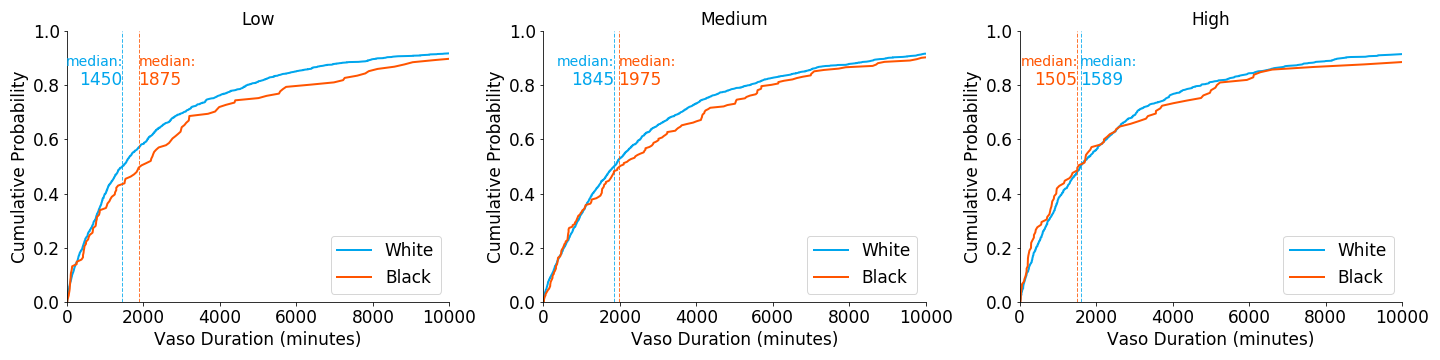 Low
Cumulative Probability
1.0
0.8
0.6
0.4
0.2
0.0
median:
1450
median:
1875
White
Black
0 2000 4000 6000 8000 10000
Vaso Duration (minutes)
Medium
Cumulative Probability
1.0
0.8
0.6
0.4
0.2
0.0
median:
1845
median:
1975
White
Black
0 2000 4000 6000 8000 10000
Vaso Duration (minutes)
High
Cumulative Probability
1.0
0.8
0.6
0.4
0.2
0.0
median:
1505
median:
1589
White
Black
0 2000 4000 6000 8000 10000
Vaso Duration (minutes)